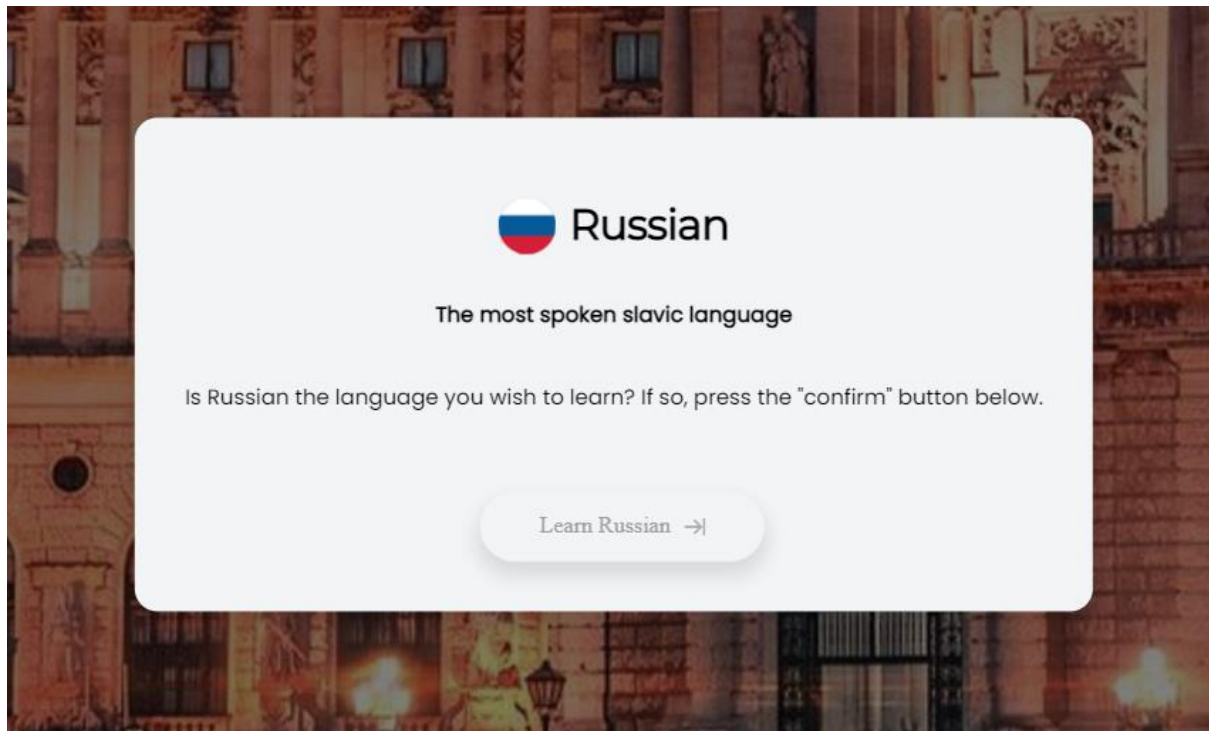 Russian
The most spoken slavic language
Is Russian the language you wish to learn? If so, press the "confirm" button below.
Learn Russian